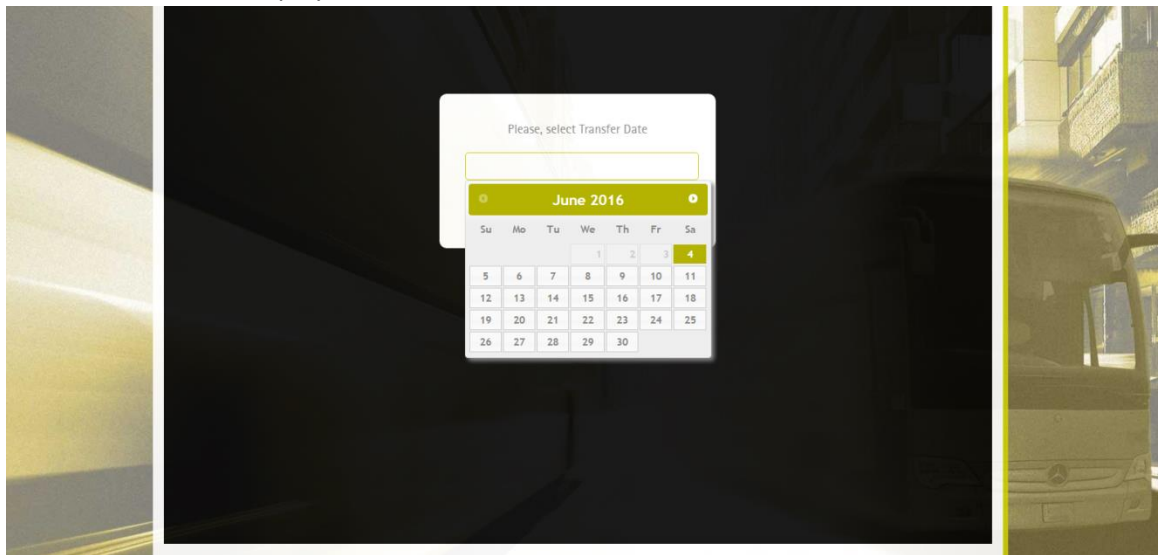 Please, select Transfer Date
June 2016
Su Mo Tu We Th Fr Sa
1 2 3 4
5 6 7 8 9 10 11
12 13 14 15 16 17 18
19 20 21 22 23 24 25
26 27 28 29 30